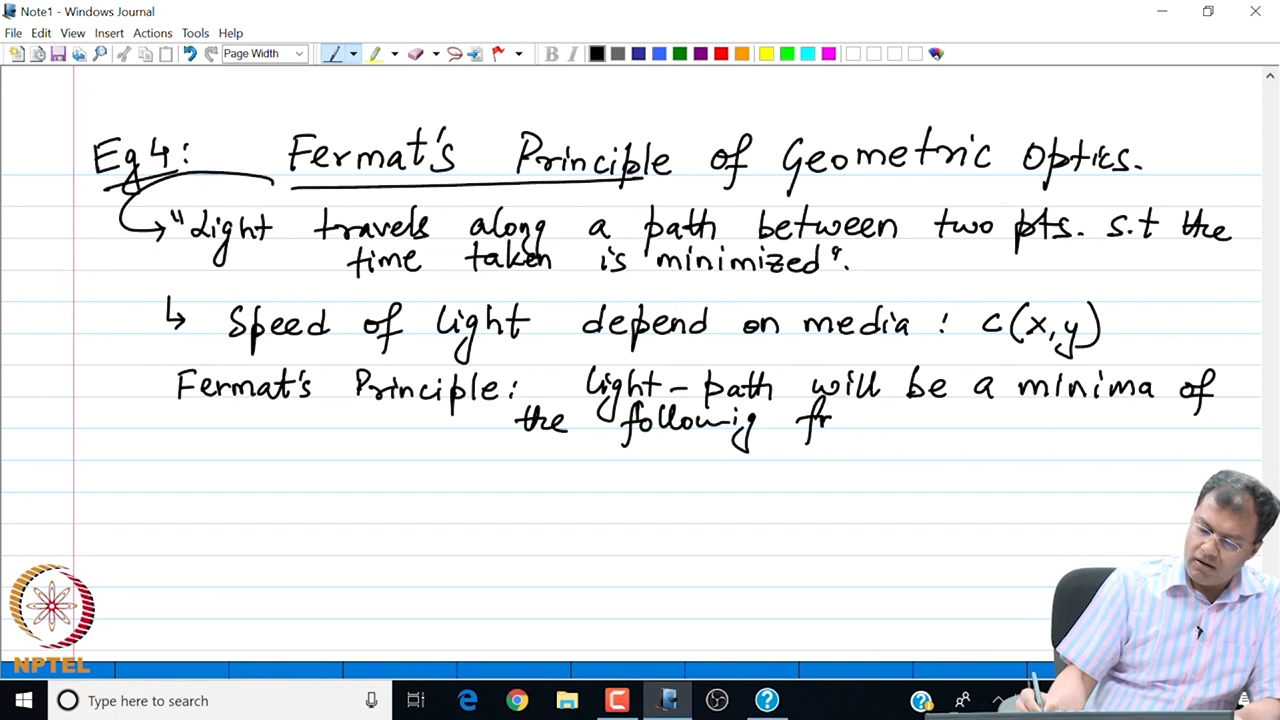 Note1 - Windows Journal
File Edit View Insert Actions Tools Help
Page Width B I
Eg 4: Fermat's Principle of Geometric Optics.
"Light travels along a path between two pts. s.t the
time taken is minimized".
Speed of light depend on media : c(x,y)
Fermat's Principle: light-path will be a minima of
the followig fr
NPTEL
Type here to search